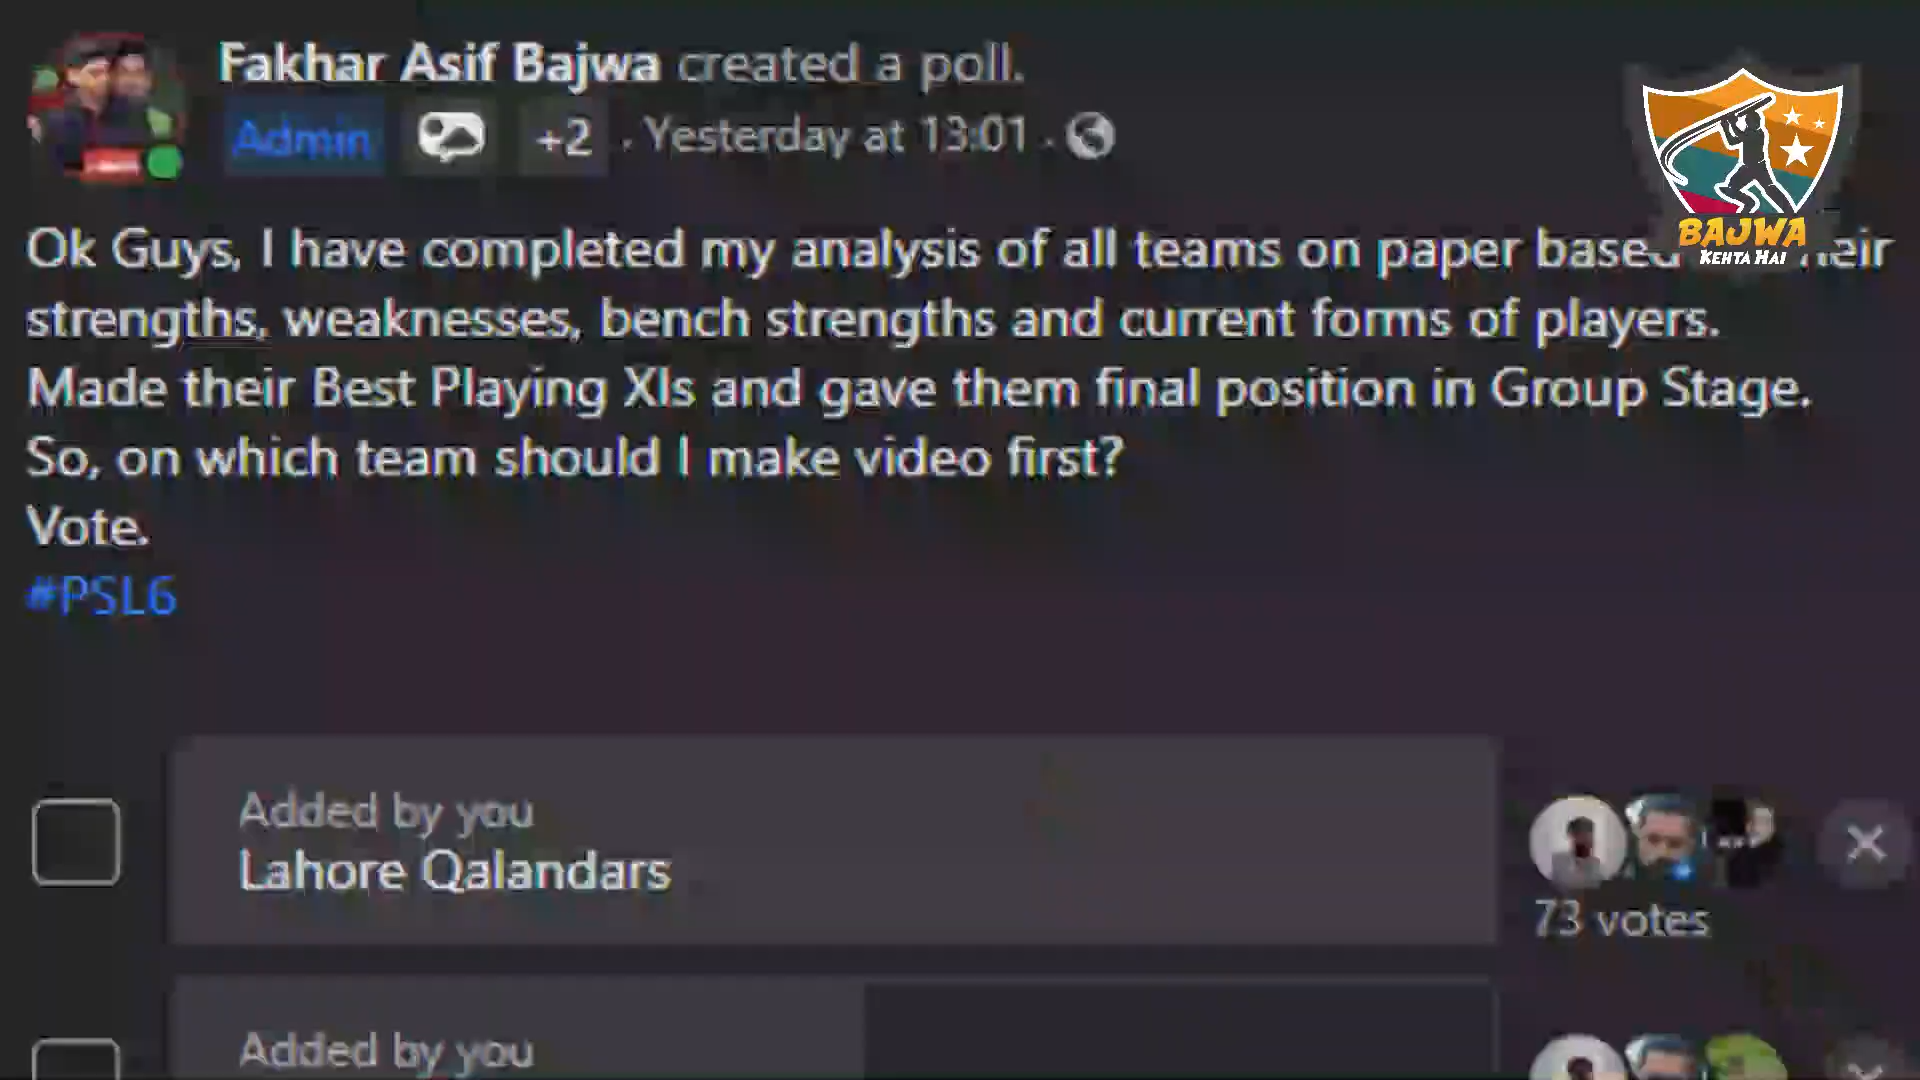 Fakhar Asif Bajwa created a poll.
Admin +2 · Yesterday at 13:01 ·
Ok Guys, I have completed my analysis of all teams on paper based
strengths, weaknesses, bench strengths and current forms of players.
Made their Best Playing XIs and gave them final position in Group Stage.
So, on which team should I make video first?
Vote.
#PSL6
BAJWA
KEHTA HAI
Added by you
Lahore Qalandars
73 votes
Added by you